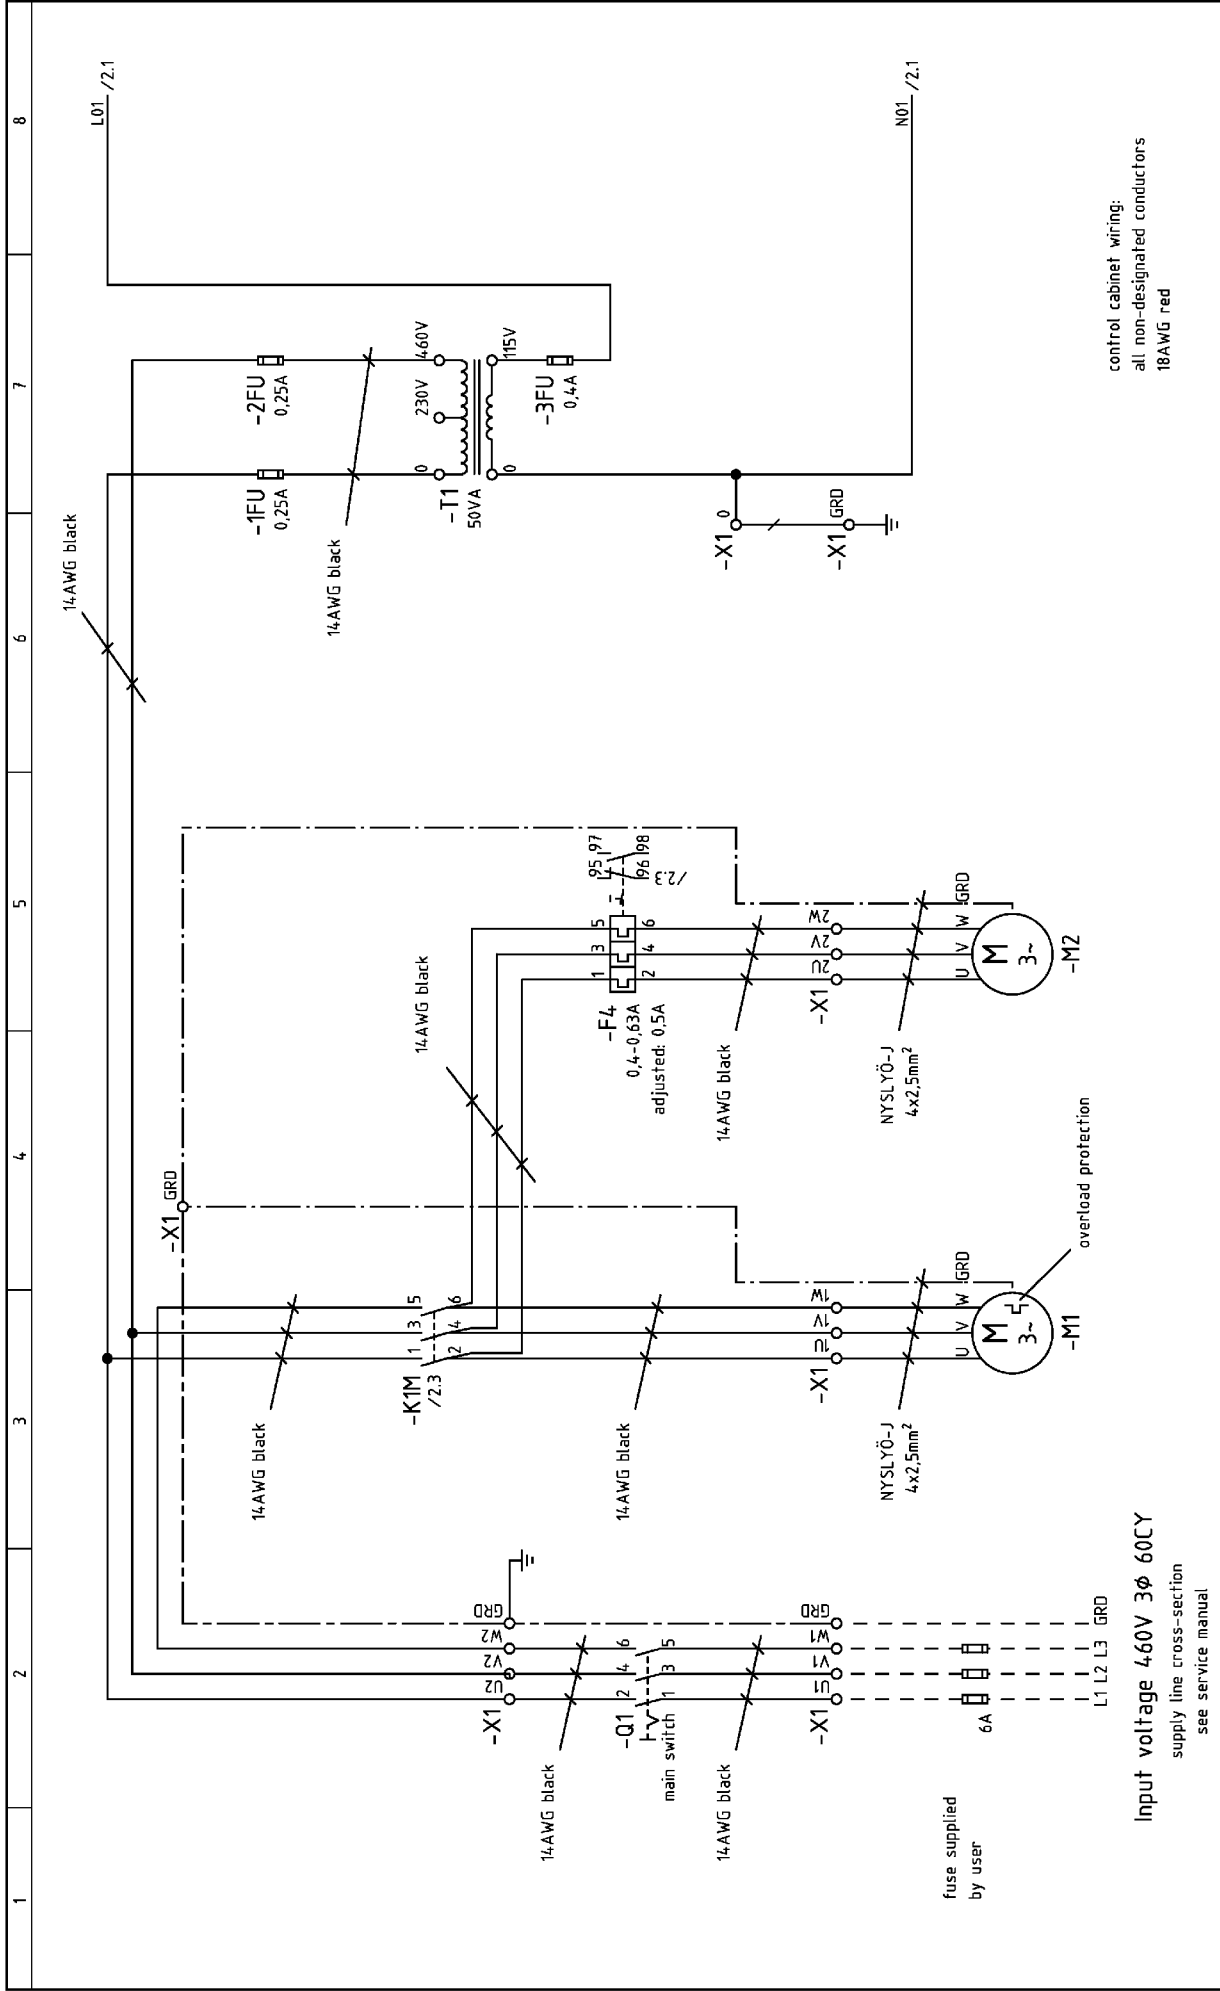 1
2
3
4
5
6
7
8
L01 /2.1
N01 /2.1
14AWG black
-1FU
0,25A
-2FU
0,25A
14AWG black
0
230V
460V
-T1
50VA
0
115V
-3FU
0,4A
-X1
0
-X1
GRD
control cabinet wiring:
all non-designated conductors
18AWG red
-X1
GRD
14AWG black
-K1M
/2.3
1
3
5
2
4
6
14AWG black
14AWG black
-X1
1U
1V
1W
NYSLYÖ-J
4x2,5mm²
U
V
W
GRD
M
3~
-M1
overload protection
-F4
0,4-0,63A
adjusted: 0,5A
1
3
5
2
4
6
95
97
96
98
/2.3
14AWG black
-X1
2U
2V
2W
NYSLYÖ-J
4x2,5mm²
U
V
W
GRD
M
3~
-M2
-X1
U2
V2
W2
GRD
14AWG black
-Q1
main switch
2
4
6
1
3
5
14AWG black
-X1
U1
V1
W1
GRD
6A
fuse supplied
by user
L1 L2 L3 GRD
Input voltage 460V 3Φ 60CY
supply line cross-section
see service manual